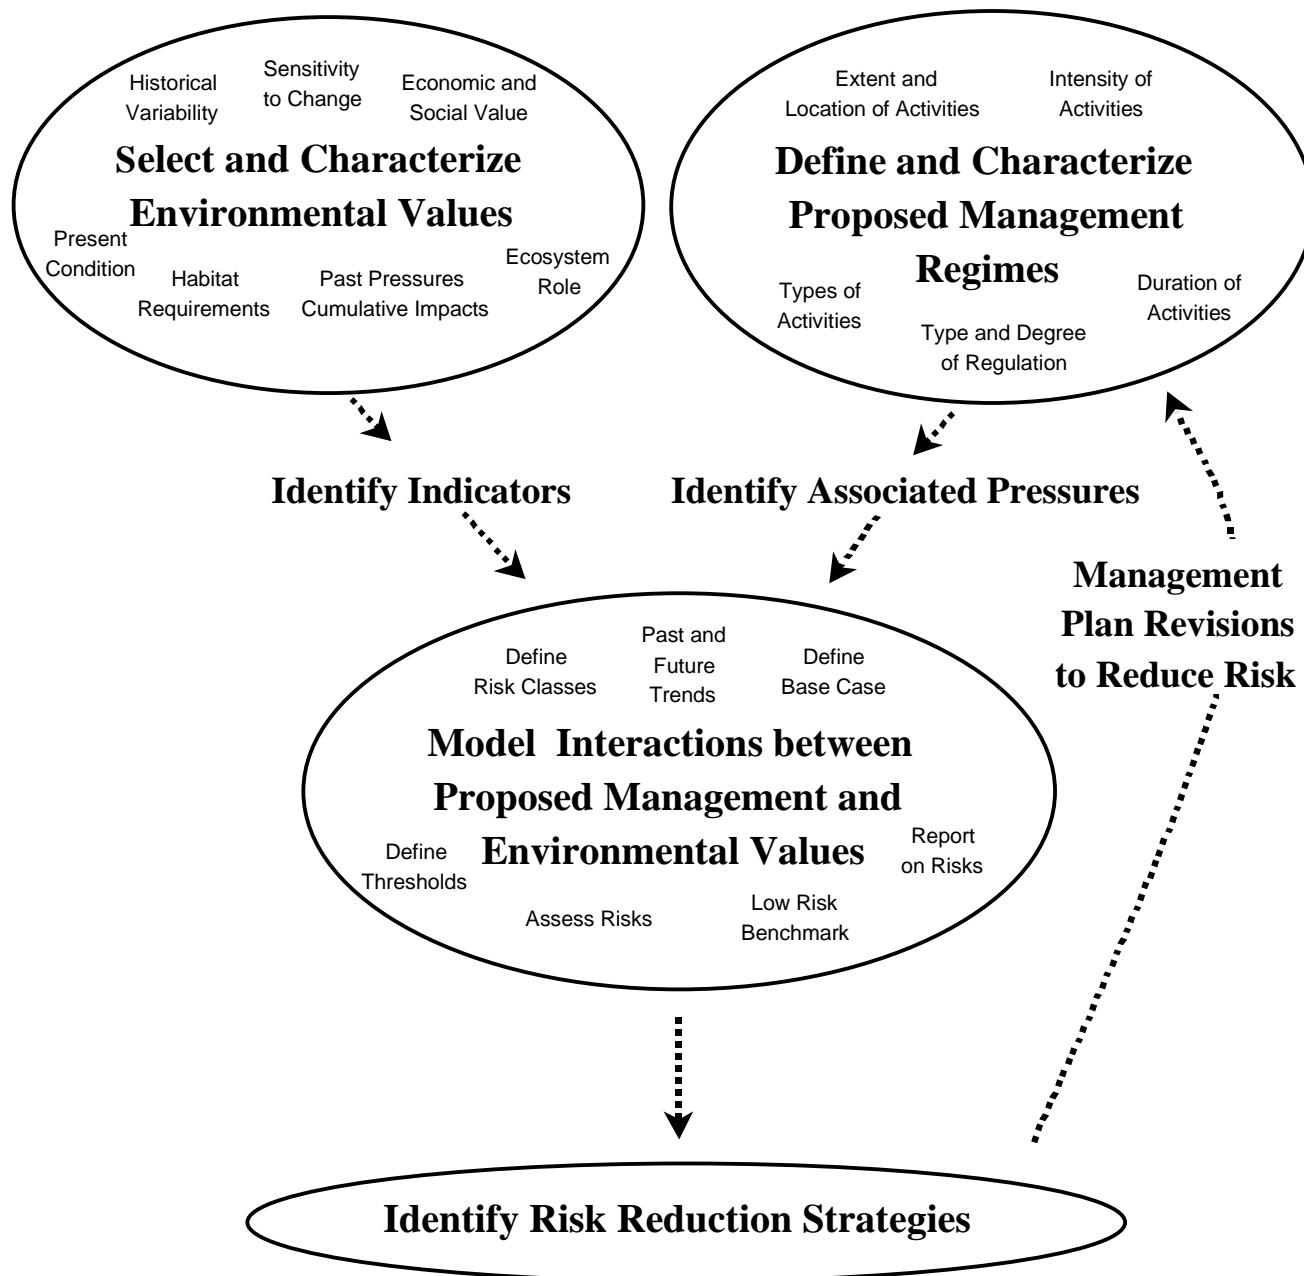 Historical
Variability
Sensitivity
to Change
Economic and
Social Value
Select and Characterize
Environmental Values
Present
Condition
Habitat
Requirements
Past Pressures
Cumulative Impacts
Ecosystem
Role
Extent and
Location of Activities
Intensity of
Activities
Define and Characterize
Proposed Management
Regimes
Types of
Activities
Type and Degree
of Regulation
Duration of
Activities
Identify Indicators
Identify Associated Pressures
Management
Plan Revisions
to Reduce Risk
Define
Risk Classes
Past and
Future
Trends
Define
Base Case
Model Interactions between
Proposed Management and
Environmental Values
Define
Thresholds
Assess Risks
Low Risk
Benchmark
Report
on Risks
Identify Risk Reduction Strategies